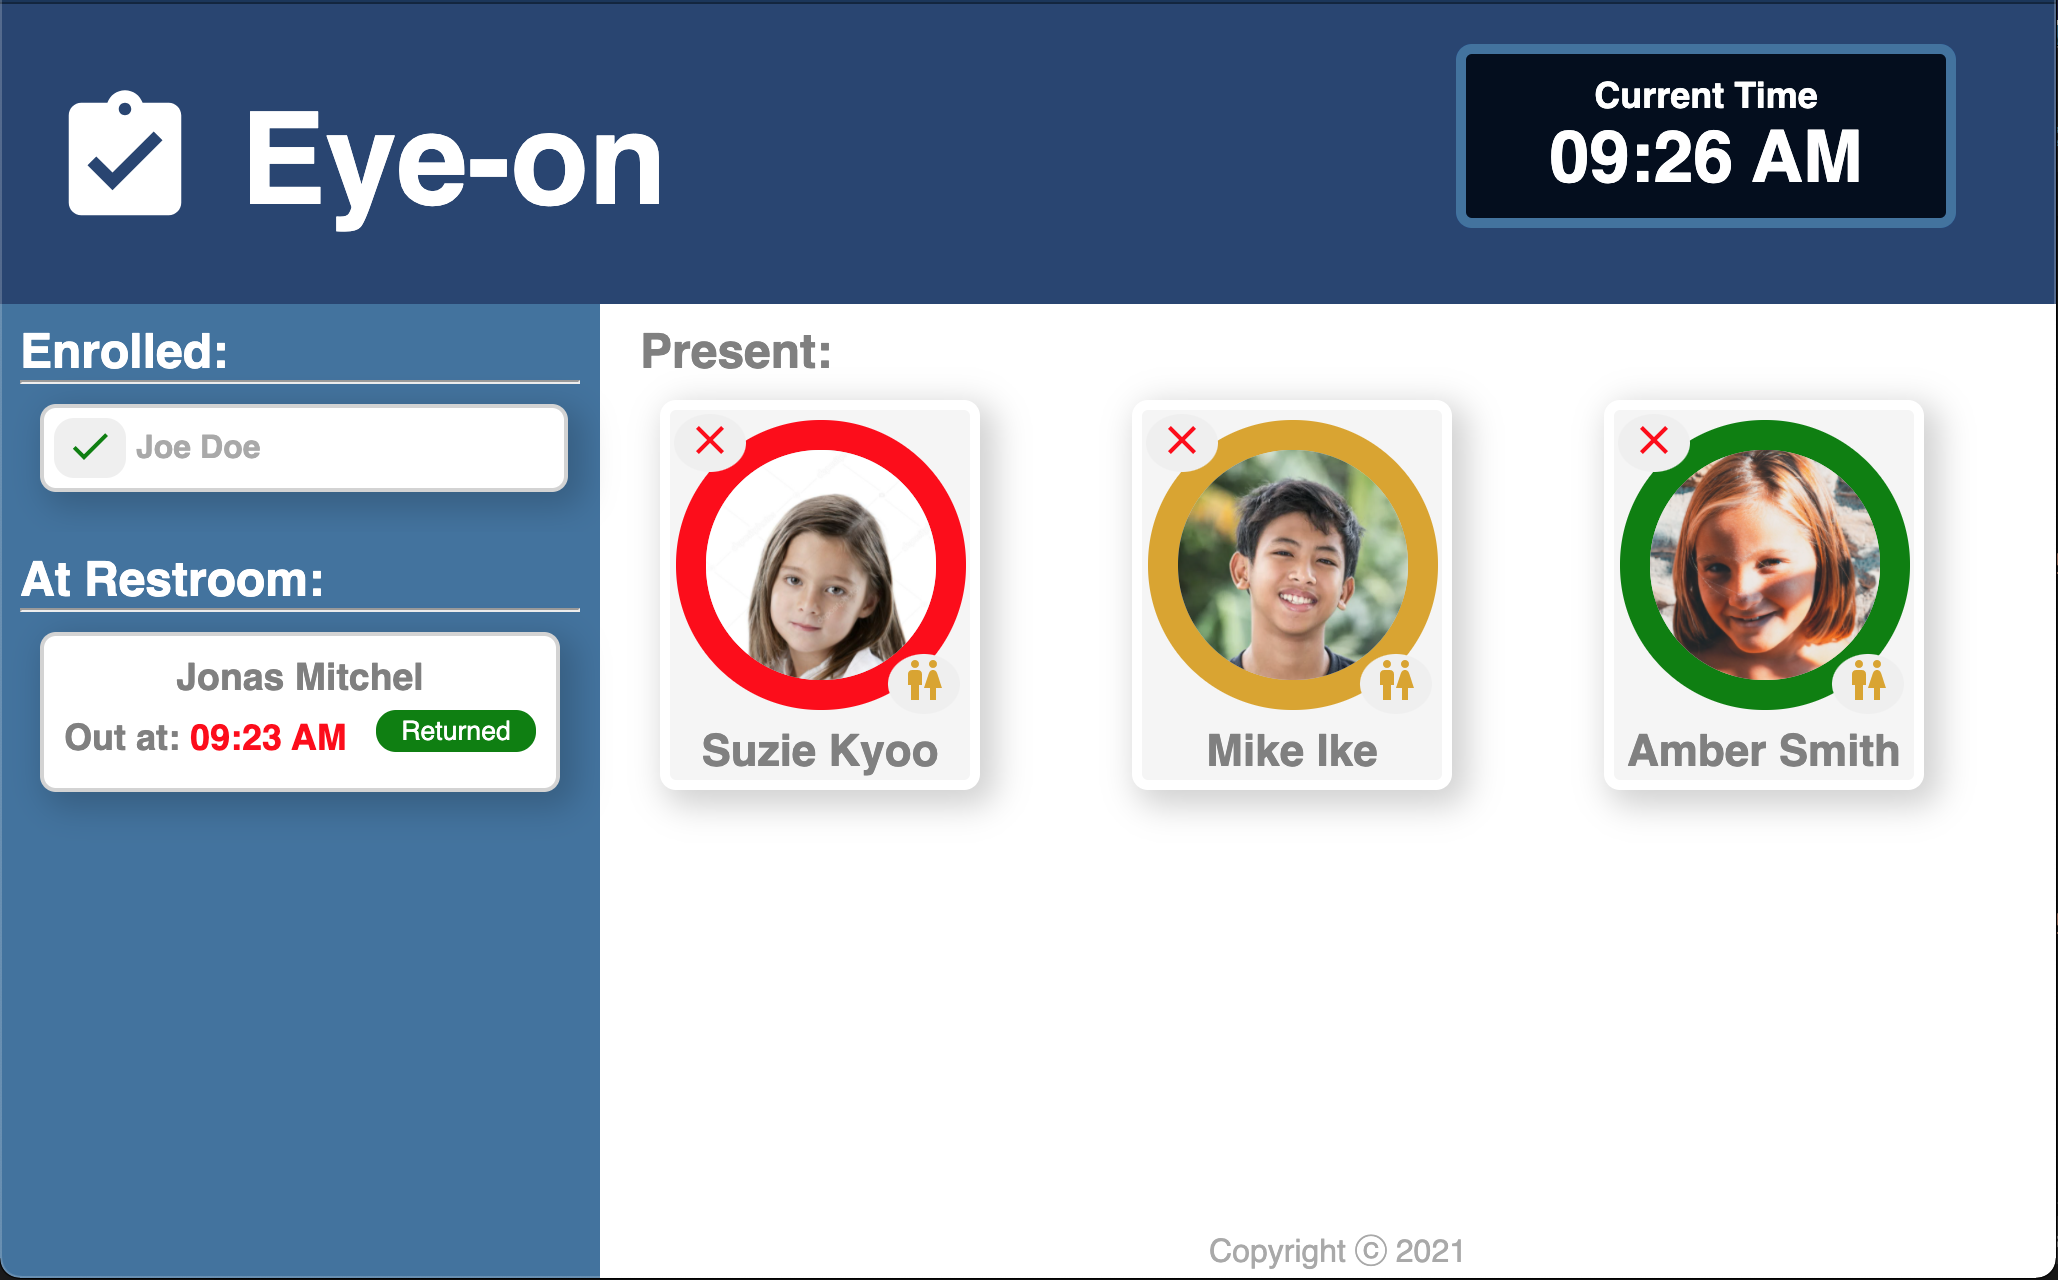 Eye-on
Current Time
09:26 AM
Enrolled:
Joe Doe
At Restroom:
Jonas Mitchel
Out at: 09:23 AM
Returned
Present:
Suzie Kyoo
Mike Ike
Amber Smith
Copyright ⓒ 2021